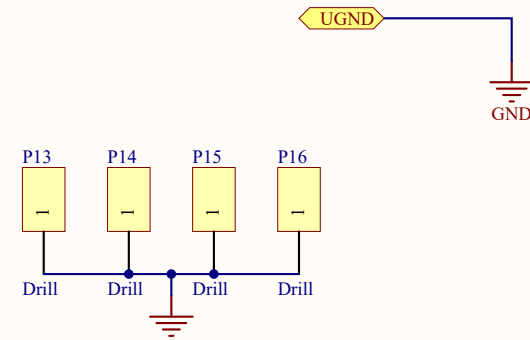 UGND
GND
P13 P14 P15 P16
1 1 1 1
Drill Drill Drill Drill